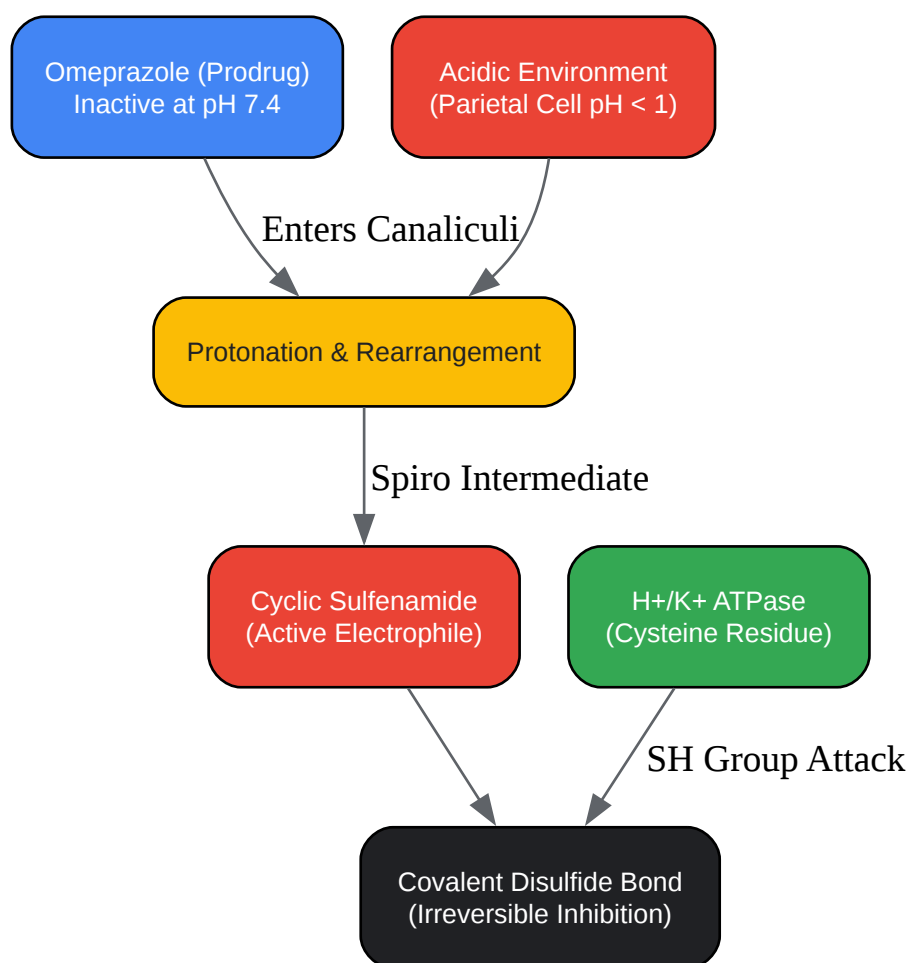 Omeprazole (Prodrug)
Inactive at pH 7.4
Acidic Environment
(Parietal Cell pH < 1)
Enters Canaliculi
Protonation & Rearrangement
Spiro Intermediate
Cyclic Sulfenamide
(Active Electrophile)
H+/K+ ATPase
(Cysteine Residue)
SH Group Attack
Covalent Disulfide Bond
(Irreversible Inhibition)